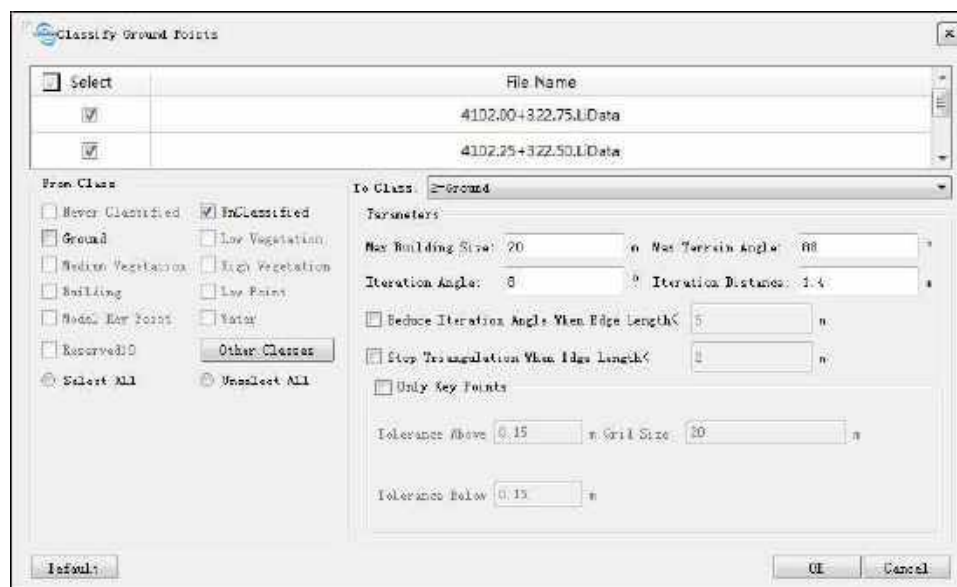 Classify Ground Points
Select File Name
4102.00+322.75.LiData
4102.25+322.50.LiData
From Class
To Class: 2-Ground
Never Classified UnClassified
Ground Low Vegetation
Medium Vegetation High Vegetation
Building Low Point
Model Key Point Water
Reserved10 Other Classes
Select All Unselect All
Parameters
Max Building Size: 20 m Max Terrain Angle: 88 °
Iteration Angle: 8 ° Iteration Distance: 1.4 m
Reduce Iteration Angle When Edge Length< 5 m
Stop Triangulation When Edge Length< 2 m
Only Key Points
Tolerance Above 0.15 m Grid Size 20 m
Tolerance Below 0.15 m
Default
OK Cancel